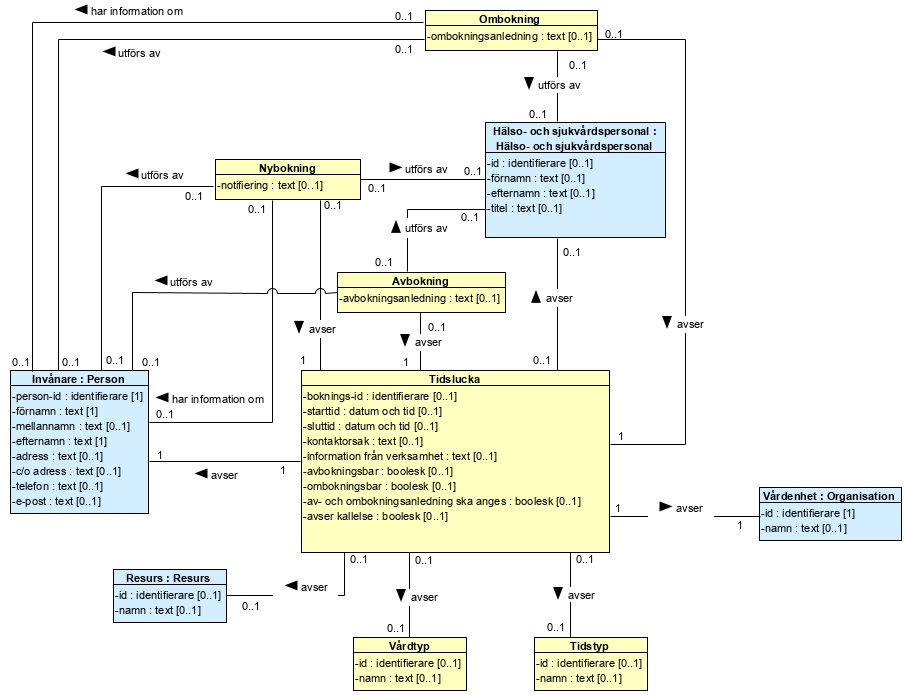 har information om
0..1
Ombokning
-ombokningsanledning : text [0..1]
0..1
utförs av
0..1
0..1
utförs av
0..1
Hälso- och sjukvårdspersonal :
Hälso- och sjukvårdspersonal
-id : identifierare [0..1]
-förnamn : text [0..1]
-efternamn : text [0..1]
-titel : text [0..1]
Nybokning
-notifiering : text [0..1]
utförs av
0..1
utförs av
0..1
0..1
0..1
0..1
0..1
utförs av
0..1
0..1
Avbokning
-avbokningsanledning : text [0..1]
utförs av
avser
0..1
avser
0..1
avser
avser
0..1
0..1
0..1
0..1
1
1
0..1
Invånare : Person
-person-id : identifierare [1]
-förnamn : text [1]
-mellannamn : text [0..1]
-efternamn : text [1]
-adress : text [0..1]
-c/o adress : text [0..1]
-telefon : text [0..1]
-e-post : text [0..1]
har information om
0..1
1
avser
1
Tidslucka
-boknings-id : identifierare [0..1]
-starttid : datum och tid [0..1]
-sluttid : datum och tid [0..1]
-kontaktorsak : text [0..1]
-information från verksamhet : text [0..1]
-avbokningsbar : boolesk [0..1]
-ombokningsbar : boolesk [0..1]
-av- och ombokningsanledning ska anges : boolesk [0..1]
-avser kallelse : boolesk [0..1]
1
1
avser
1
Vårdenhet : Organisation
-id : identifierare [1]
-namn : text [0..1]
0..1
0..1
0..1
Resurs : Resurs
-id : identifierare [0..1]
-namn : text [0..1]
avser
0..1
avser
0..1
avser
0..1
Vårdtyp
-id : identifierare [0..1]
-namn : text [0..1]
Tidstyp
-id : identifierare [0..1]
-namn : text [0..1]